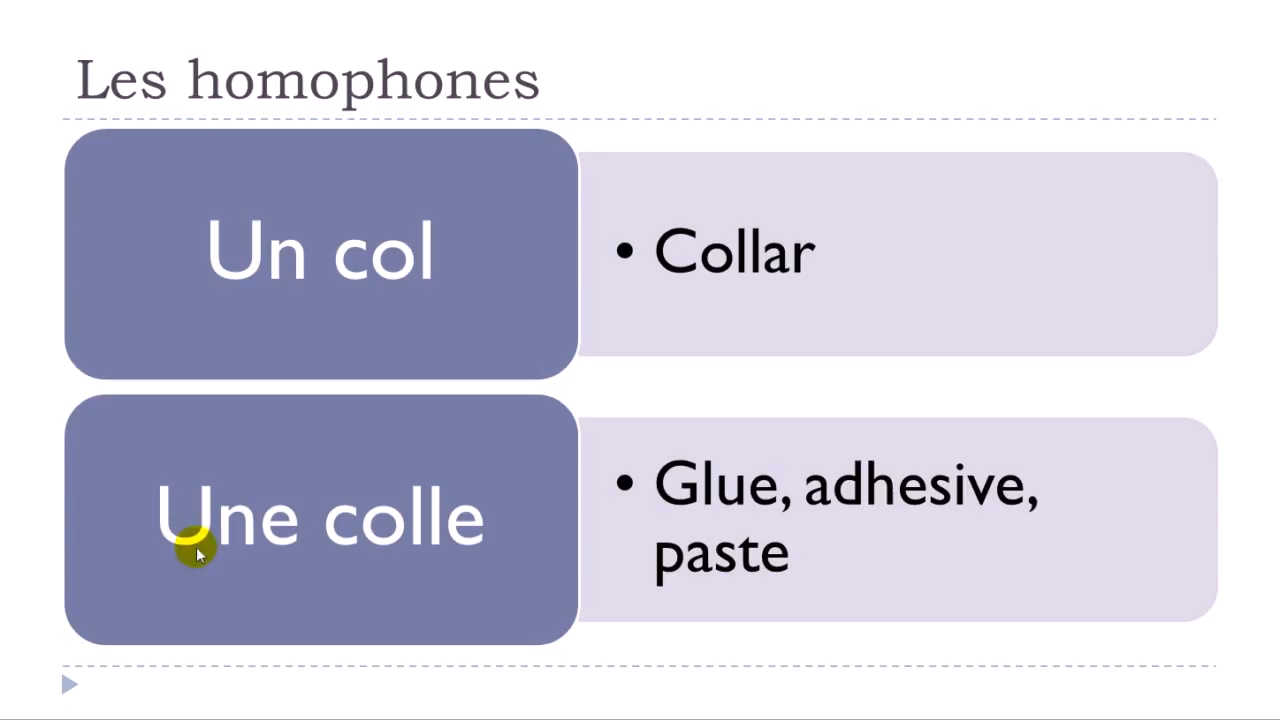 Les homophones
Un col
• Collar
Une colle
• Glue, adhesive,
paste